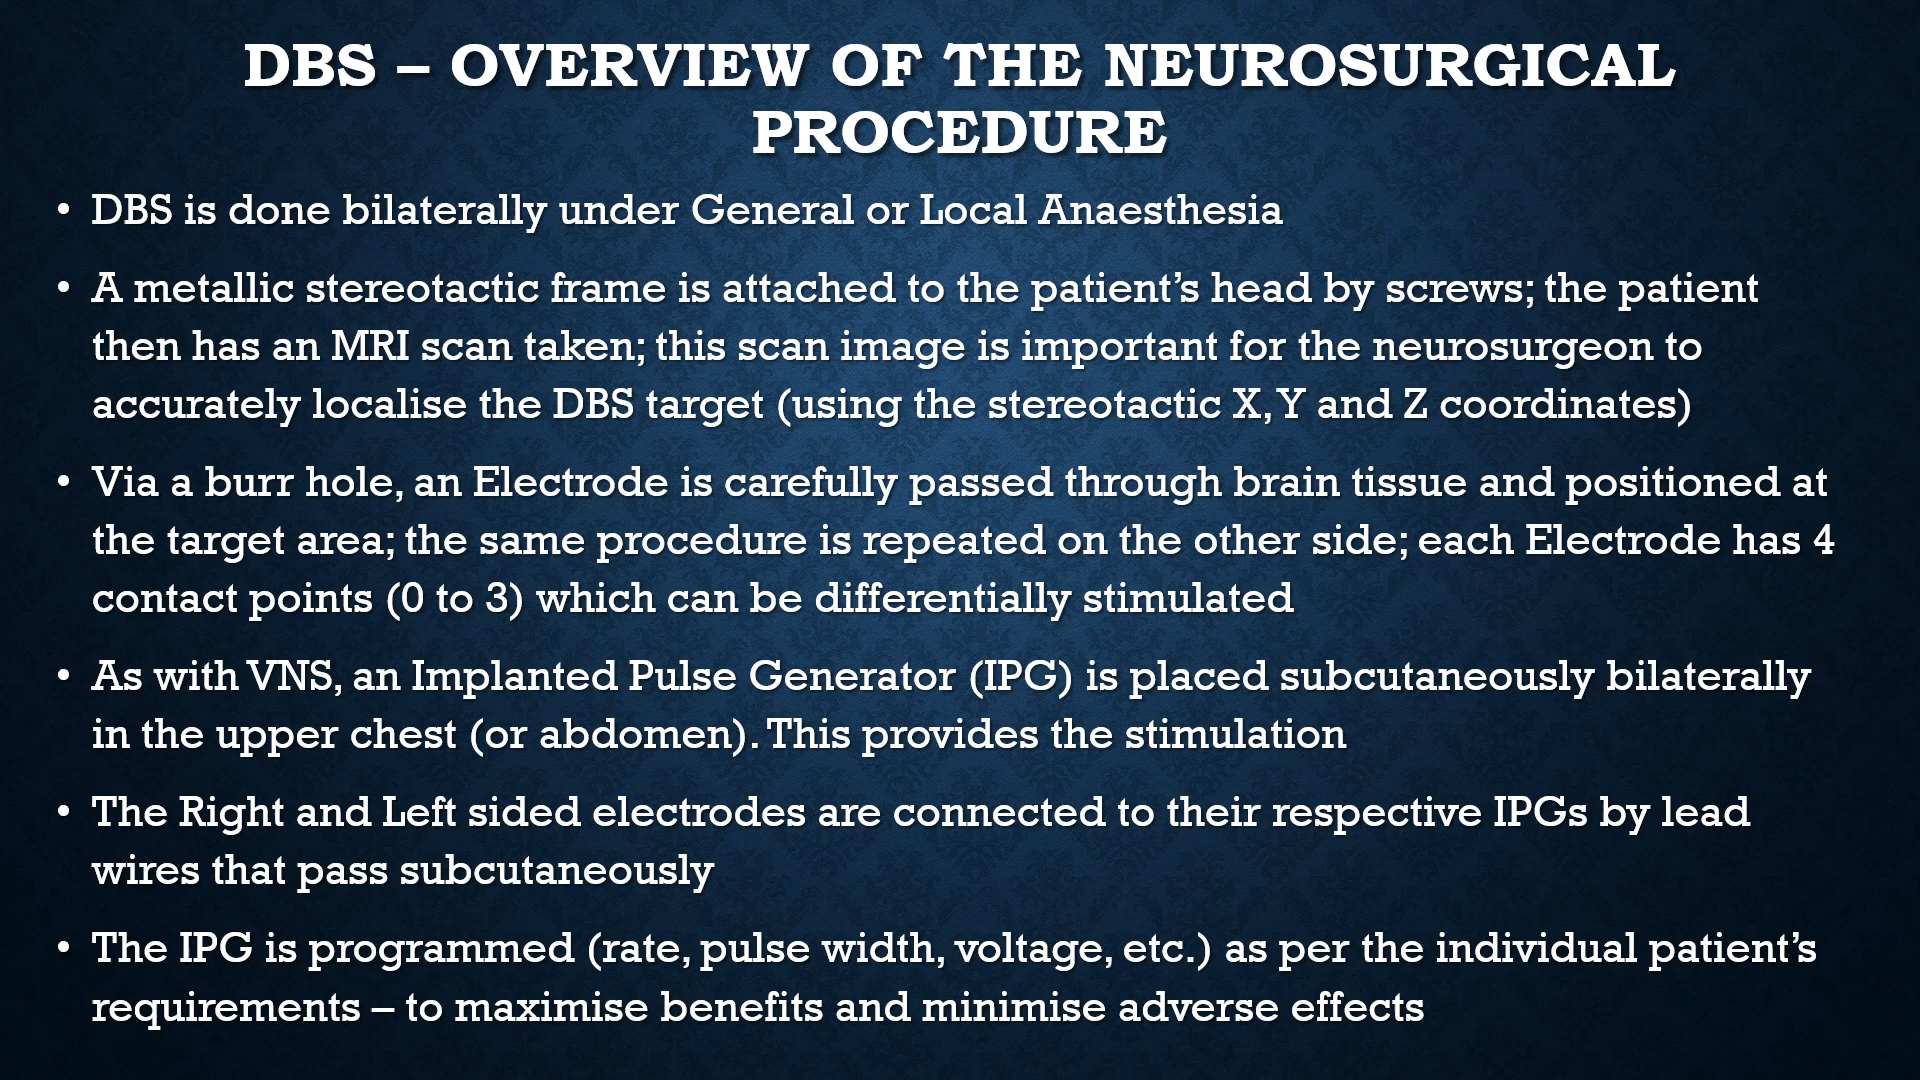 DBS – OVERVIEW OF THE NEUROSURGICAL
PROCEDURE
• DBS is done bilaterally under General or Local Anaesthesia
• A metallic stereotactic frame is attached to the patient’s head by screws; the patient
then has an MRI scan taken; this scan image is important for the neurosurgeon to
accurately localise the DBS target (using the stereotactic X, Y and Z coordinates)
• Via a burr hole, an Electrode is carefully passed through brain tissue and positioned at
the target area; the same procedure is repeated on the other side; each Electrode has 4
contact points (0 to 3) which can be differentially stimulated
• As with VNS, an Implanted Pulse Generator (IPG) is placed subcutaneously bilaterally
in the upper chest (or abdomen). This provides the stimulation
• The Right and Left sided electrodes are connected to their respective IPGs by lead
wires that pass subcutaneously
• The IPG is programmed (rate, pulse width, voltage, etc.) as per the individual patient’s
requirements – to maximise benefits and minimise adverse effects